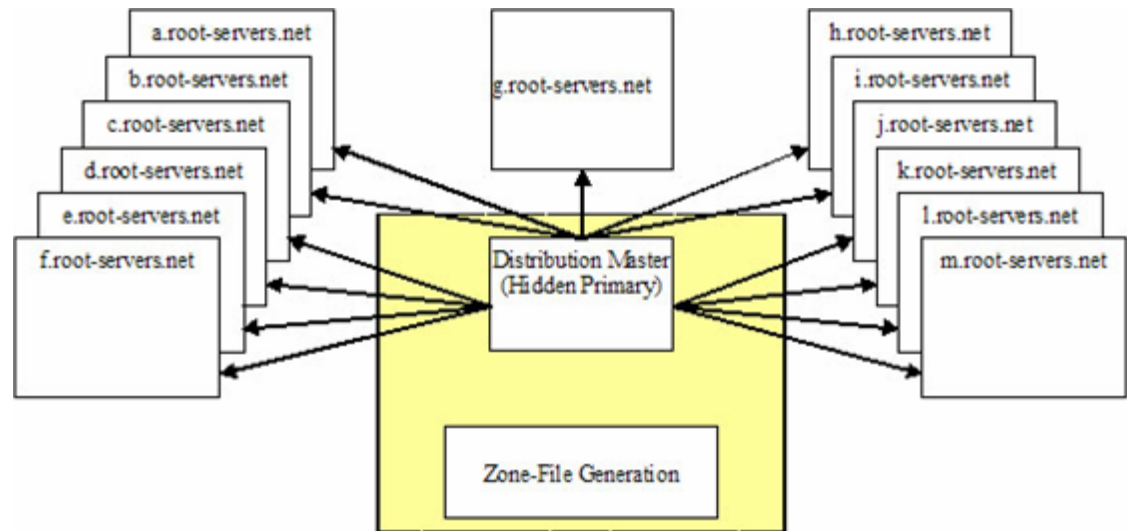 a.root-servers.net
b.root-servers.net
c.root-servers.net
d.root-servers.net
e.root-servers.net
f.root-servers.net
g.root-servers.net
h.root-servers.net
i.root-servers.net
j.root-servers.net
k.root-servers.net
l.root-servers.net
m.root-servers.net
Distribution Master
(Hidden Primary)
Zone-File Generation